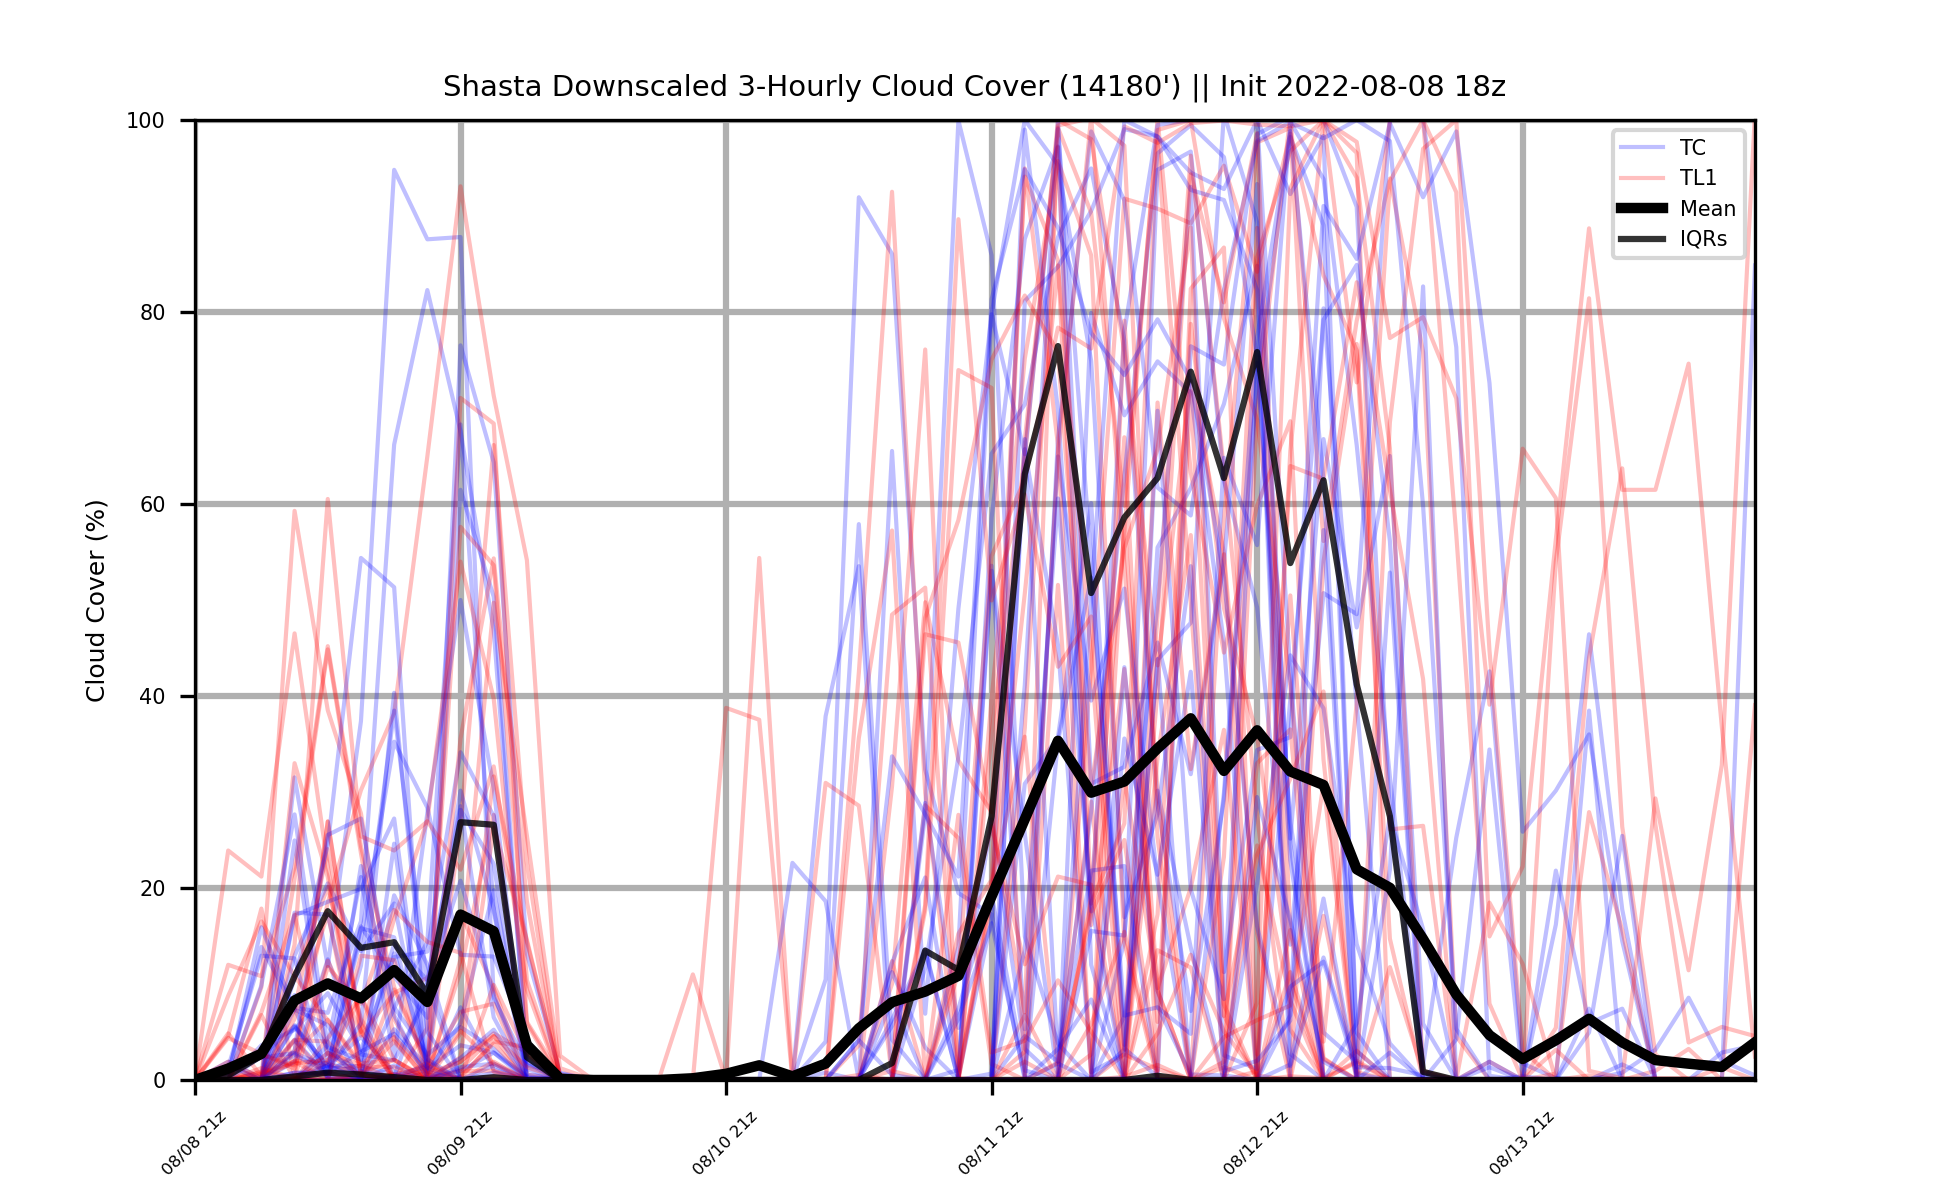 Shasta Downscaled 3-Hourly Cloud Cover (14180') || Init 2022-08-08 18z
100
80
60
40
20
0
Cloud Cover (%)
TC
TL1
Mean
IQRs
08/08 21z
08/09 21z
08/10 21z
08/11 21z
08/12 21z
08/13 21z